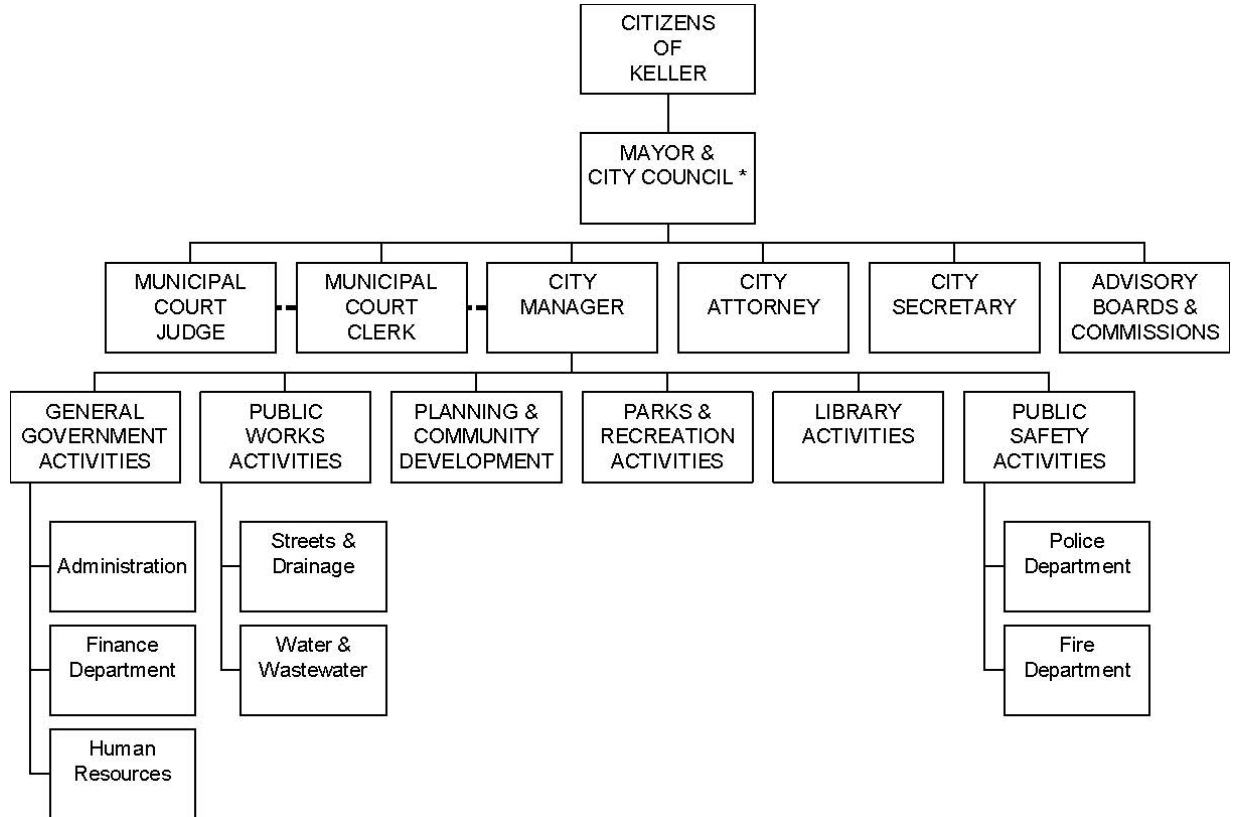 CITIZENS
OF
KELLER
MAYOR &
CITY COUNCIL *
MUNICIPAL
COURT
JUDGE
MUNICIPAL
COURT
CLERK
CITY
MANAGER
CITY
ATTORNEY
CITY
SECRETARY
ADVISORY
BOARDS &
COMMISSIONS
GENERAL
GOVERNMENT
ACTIVITIES
PUBLIC
WORKS
ACTIVITIES
PLANNING &
COMMUNITY
DEVELOPMENT
PARKS &
RECREATION
ACTIVITIES
LIBRARY
ACTIVITIES
PUBLIC
SAFETY
ACTIVITIES
Administration
Finance
Department
Human
Resources
Streets &
Drainage
Water &
Wastewater
Police
Department
Fire
Department